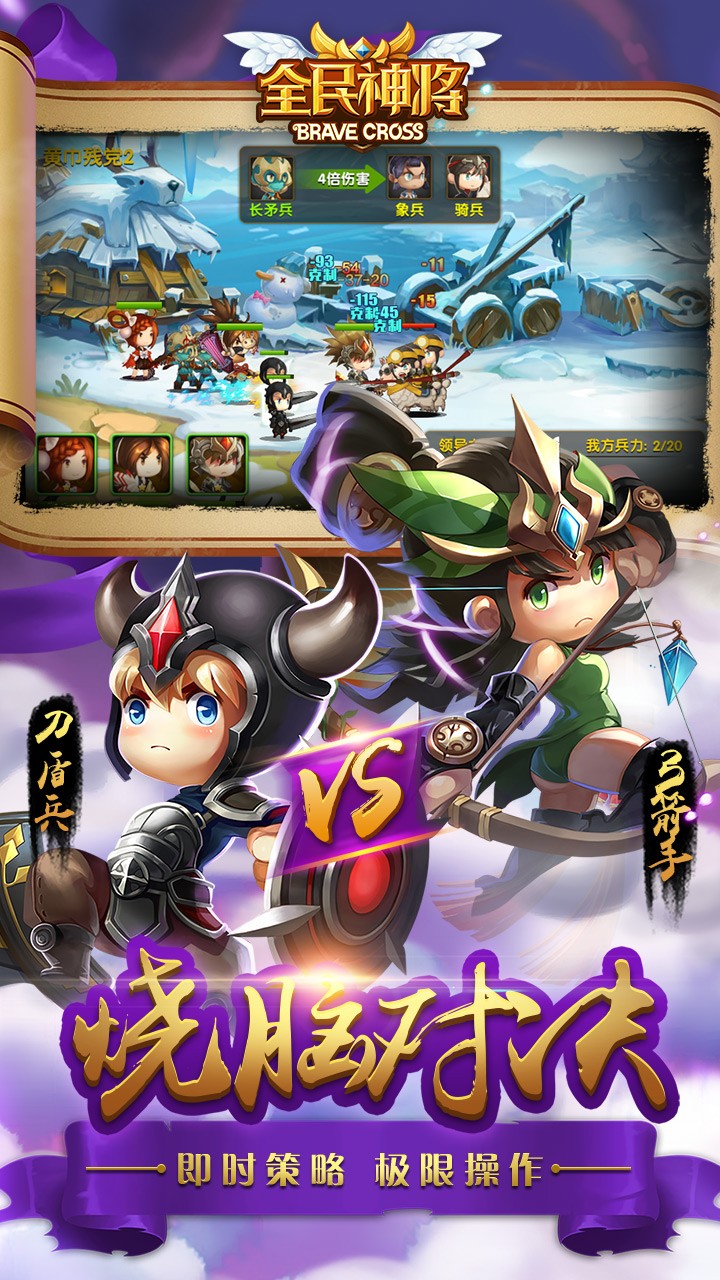 全民神将
BRAVE CROSS
黄巾残党2
4倍伤害
长矛兵
象兵
骑兵
-93
克制
-54
-37-20
-11
-115
克制
-45
克制
-15
我方兵力: 2/20
刀盾兵
VS
弓箭手
烧脑对决
即时策略 极限操作